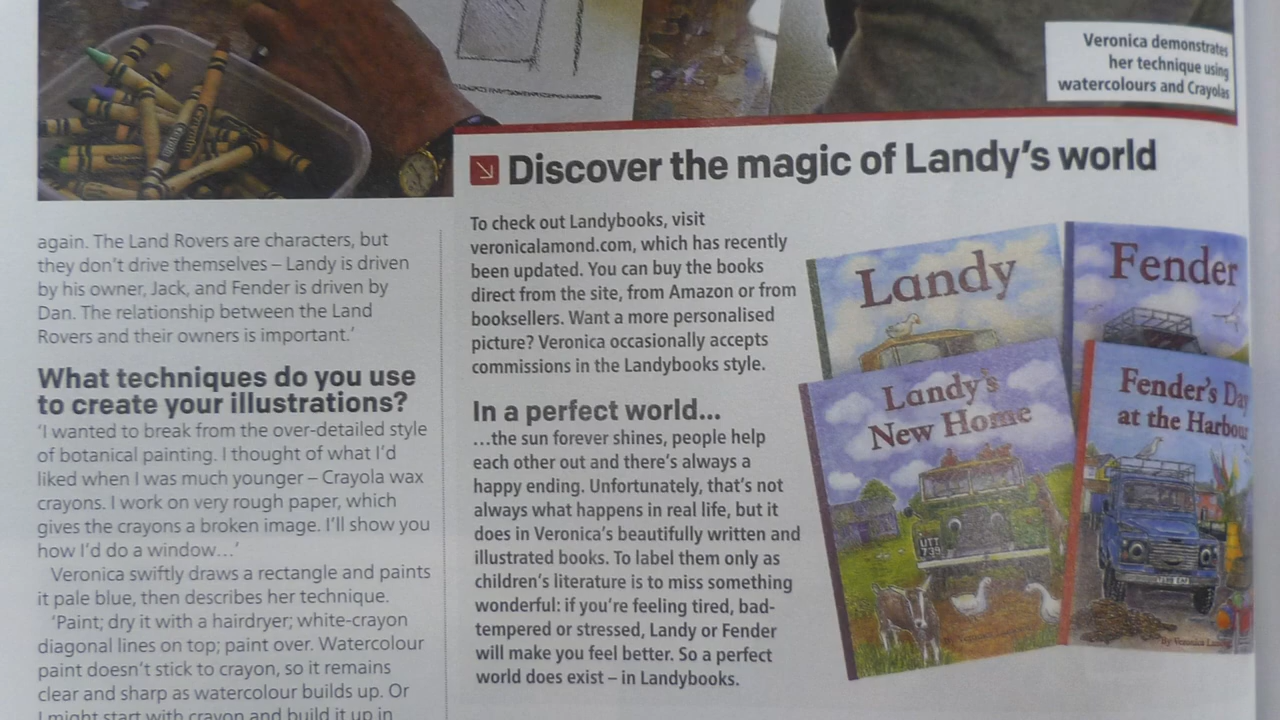 Veronica demonstrates
her technique using
watercolours and Crayolas
again. The Land Rovers are characters, but
they don't drive themselves – Landy is driven
by his owner, Jack, and Fender is driven by
Dan. The relationship between the Land
Rovers and their owners is important.'
What techniques do you use
to create your illustrations?
'I wanted to break from the over-detailed style
of botanical painting. I thought of what I'd
liked when I was much younger – Crayola wax
crayons. I work on very rough paper, which
gives the crayons a broken image. I'll show you
how I'd do a window...'
Veronica swiftly draws a rectangle and paints
it pale blue, then describes her technique.
'Paint; dry it with a hairdryer; white-crayon
diagonal lines on top; paint over. Watercolour
paint doesn't stick to crayon, so it remains
clear and sharp as watercolour builds up. Or
I might start with crayon and build it up in
Discover the magic of Landy's world
To check out Landybooks, visit
veronicalamond.com, which has recently
been updated. You can buy the books
direct from the site, from Amazon or from
booksellers. Want a more personalised
picture? Veronica occasionally accepts
commissions in the Landybooks style.
In a perfect world...
...the sun forever shines, people help
each other out and there's always a
happy ending. Unfortunately, that's not
always what happens in real life, but it
does in Veronica's beautifully written and
illustrated books. To label them only as
children's literature is to miss something
wonderful: if you're feeling tired, bad-
tempered or stressed, Landy or Fender
will make you feel better. So a perfect
world does exist – in Landybooks.
Landy
Fender
Landy's
New Home
UTT
739
Fender's Day
at the Harbour
By Veronica